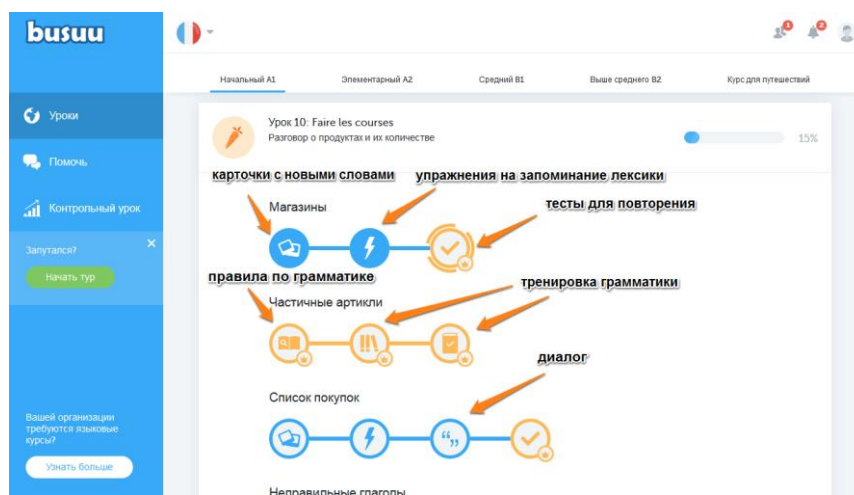 busuu
1
2
Начальный A1
Элементарный A2
Средний B1
Выше среднего B2
Курс для путешествий
Уроки
Помочь
Контрольный урок
Запутался?
×
Начать тур
Вашей организации
требуются языковые
курсы?
Узнать больше
Урок 10: Faire les courses
Разговор о продуктах и их количестве
15%
карточки с новыми словами
упражнения на запоминание лексики
Магазины
тесты для повторения
правила по грамматике
тренировка грамматики
Частичные артикли
диалог
Список покупок
Неправильные глаголы